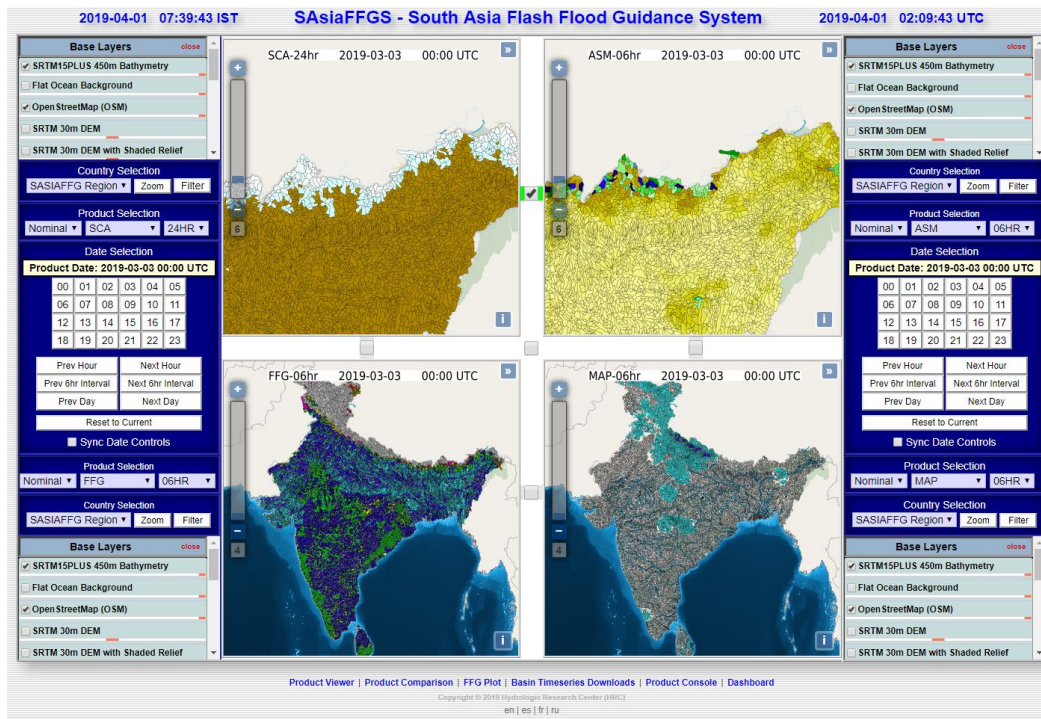 2019-04-01 07:39:43 IST
SAsiaFFGS - South Asia Flash Flood Guidance System
2019-04-01 02:09:43 UTC
Base Layers close
SRTM15PLUS 450m Bathymetry
Flat Ocean Background
OpenStreetMap (OSM)
SRTM 30m DEM
SRTM 30m DEM with Shaded Relief
Country Selection
SASIAFFG Region Zoom Filter
Product Selection
Nominal SCA 24HR
Date Selection
Product Date: 2019-03-03 00:00 UTC
00 01 02 03 04 05
06 07 08 09 10 11
12 13 14 15 16 17
18 19 20 21 22 23
Prev Hour Next Hour
Prev 6hr Interval Next 6hr Interval
Prev Day Next Day
Reset to Current
Sync Date Controls
Product Selection
Nominal FFG 06HR
Country Selection
SASIAFFG Region Zoom Filter
Base Layers close
SRTM15PLUS 450m Bathymetry
Flat Ocean Background
OpenStreetMap (OSM)
SRTM 30m DEM
SRTM 30m DEM with Shaded Relief
SCA-24hr 2019-03-03 00:00 UTC
»
+
-
6
i
ASM-06hr 2019-03-03 00:00 UTC
»
+
-
6
i
FFG-06hr 2019-03-03 00:00 UTC
»
+
-
4
i
MAP-06hr 2019-03-03 00:00 UTC
»
+
-
4
i
Base Layers close
SRTM15PLUS 450m Bathymetry
Flat Ocean Background
OpenStreetMap (OSM)
SRTM 30m DEM
SRTM 30m DEM with Shaded Relief
Country Selection
SASIAFFG Region Zoom Filter
Product Selection
Nominal ASM 06HR
Date Selection
Product Date: 2019-03-03 00:00 UTC
00 01 02 03 04 05
06 07 08 09 10 11
12 13 14 15 16 17
18 19 20 21 22 23
Prev Hour Next Hour
Prev 6hr Interval Next 6hr Interval
Prev Day Next Day
Reset to Current
Sync Date Controls
Product Selection
Nominal MAP 06HR
Country Selection
SASIAFFG Region Zoom Filter
Base Layers close
SRTM15PLUS 450m Bathymetry
Flat Ocean Background
OpenStreetMap (OSM)
SRTM 30m DEM
SRTM 30m DEM with Shaded Relief
Product Viewer | Product Comparison | FFG Plot | Basin Timeseries Downloads | Product Console | Dashboard
Copyright © 2019 Hydrologic Research Center (HRC)
en | es | fr | ru